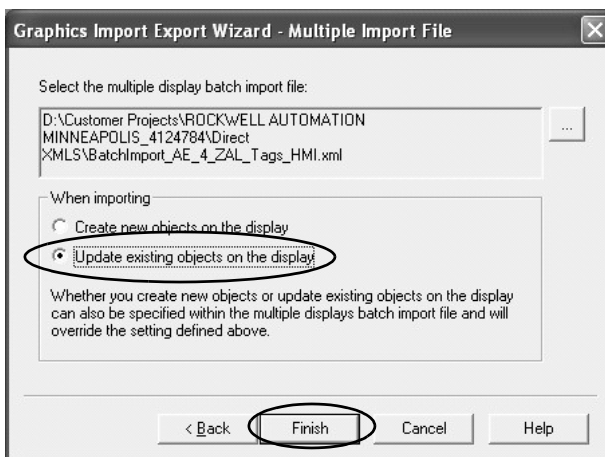 Graphics Import Export Wizard - Multiple Import File
Select the multiple display batch import file:
D:\Customer Projects\ROCKWELL AUTOMATION
MINNEAPOLIS_4124784\Direct
XMLS\BatchImport_AE_4_ZAL_Tags_HMI.xml
...
When importing
Create new objects on the display
Update existing objects on the display
Whether you create new objects or update existing objects on the display
can also be specified within the multiple displays batch import file and will
override the setting defined above.
< Back
Finish
Cancel
Help